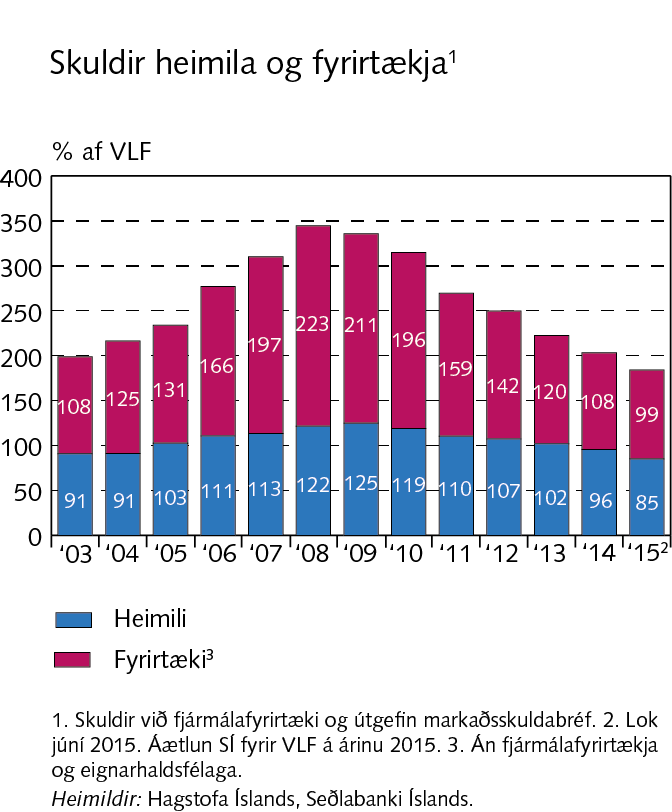 Skuldir heimila og fyrirtækja¹
% af VLF
400
350
300
250
200
150
100
50
0
108 125 131 166 197 223 211 196 159 142 120 108 99
91 91 103 111 113 122 125 119 110 107 102 96 85
‘03 ‘04 ‘05 ‘06 ‘07 ‘08 ‘09 ‘10 ‘11 ‘12 ‘13 ‘14 ‘15²
Heimili
Fyrirtæki³
1. Skuldir við fjármálafyrirtæki og útgefin markaðsskuldabréf. 2. Lok
júní 2015. Áætlun SÍ fyrir VLF á árinu 2015. 3. Án fjármálafyrirtækja
og eignarhaldsfélaga.
Heimildir: Hagstofa Íslands, Seðlabanki Íslands.